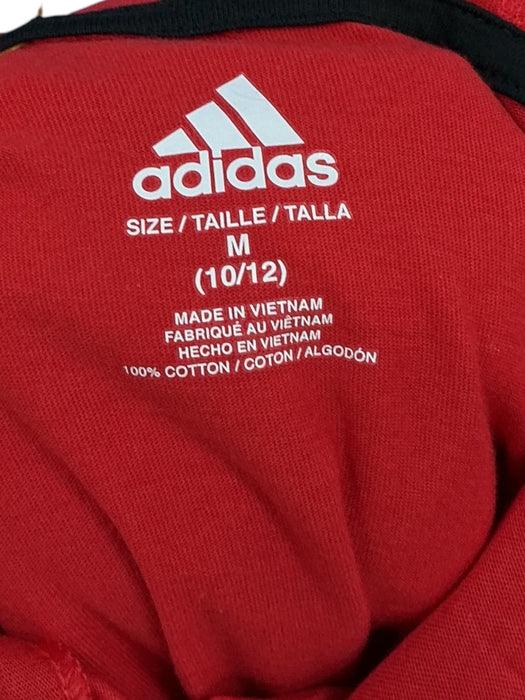 adidas
SIZE / TAILLE / TALLA
M
(10/12)
MADE IN VIETNAM
FABRIQUÉ AU VIÊTNAM
HECHO EN VIETNAM
100% COTTON / COTON / ALGODÓN